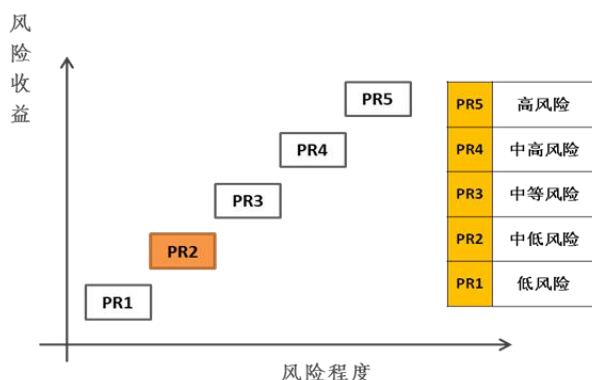 风
险
收
益
PR5
PR4
PR3
PR2
PR1
风险程度
PR5 高风险
PR4 中高风险
PR3 中等风险
PR2 中低风险
PR1 低风险